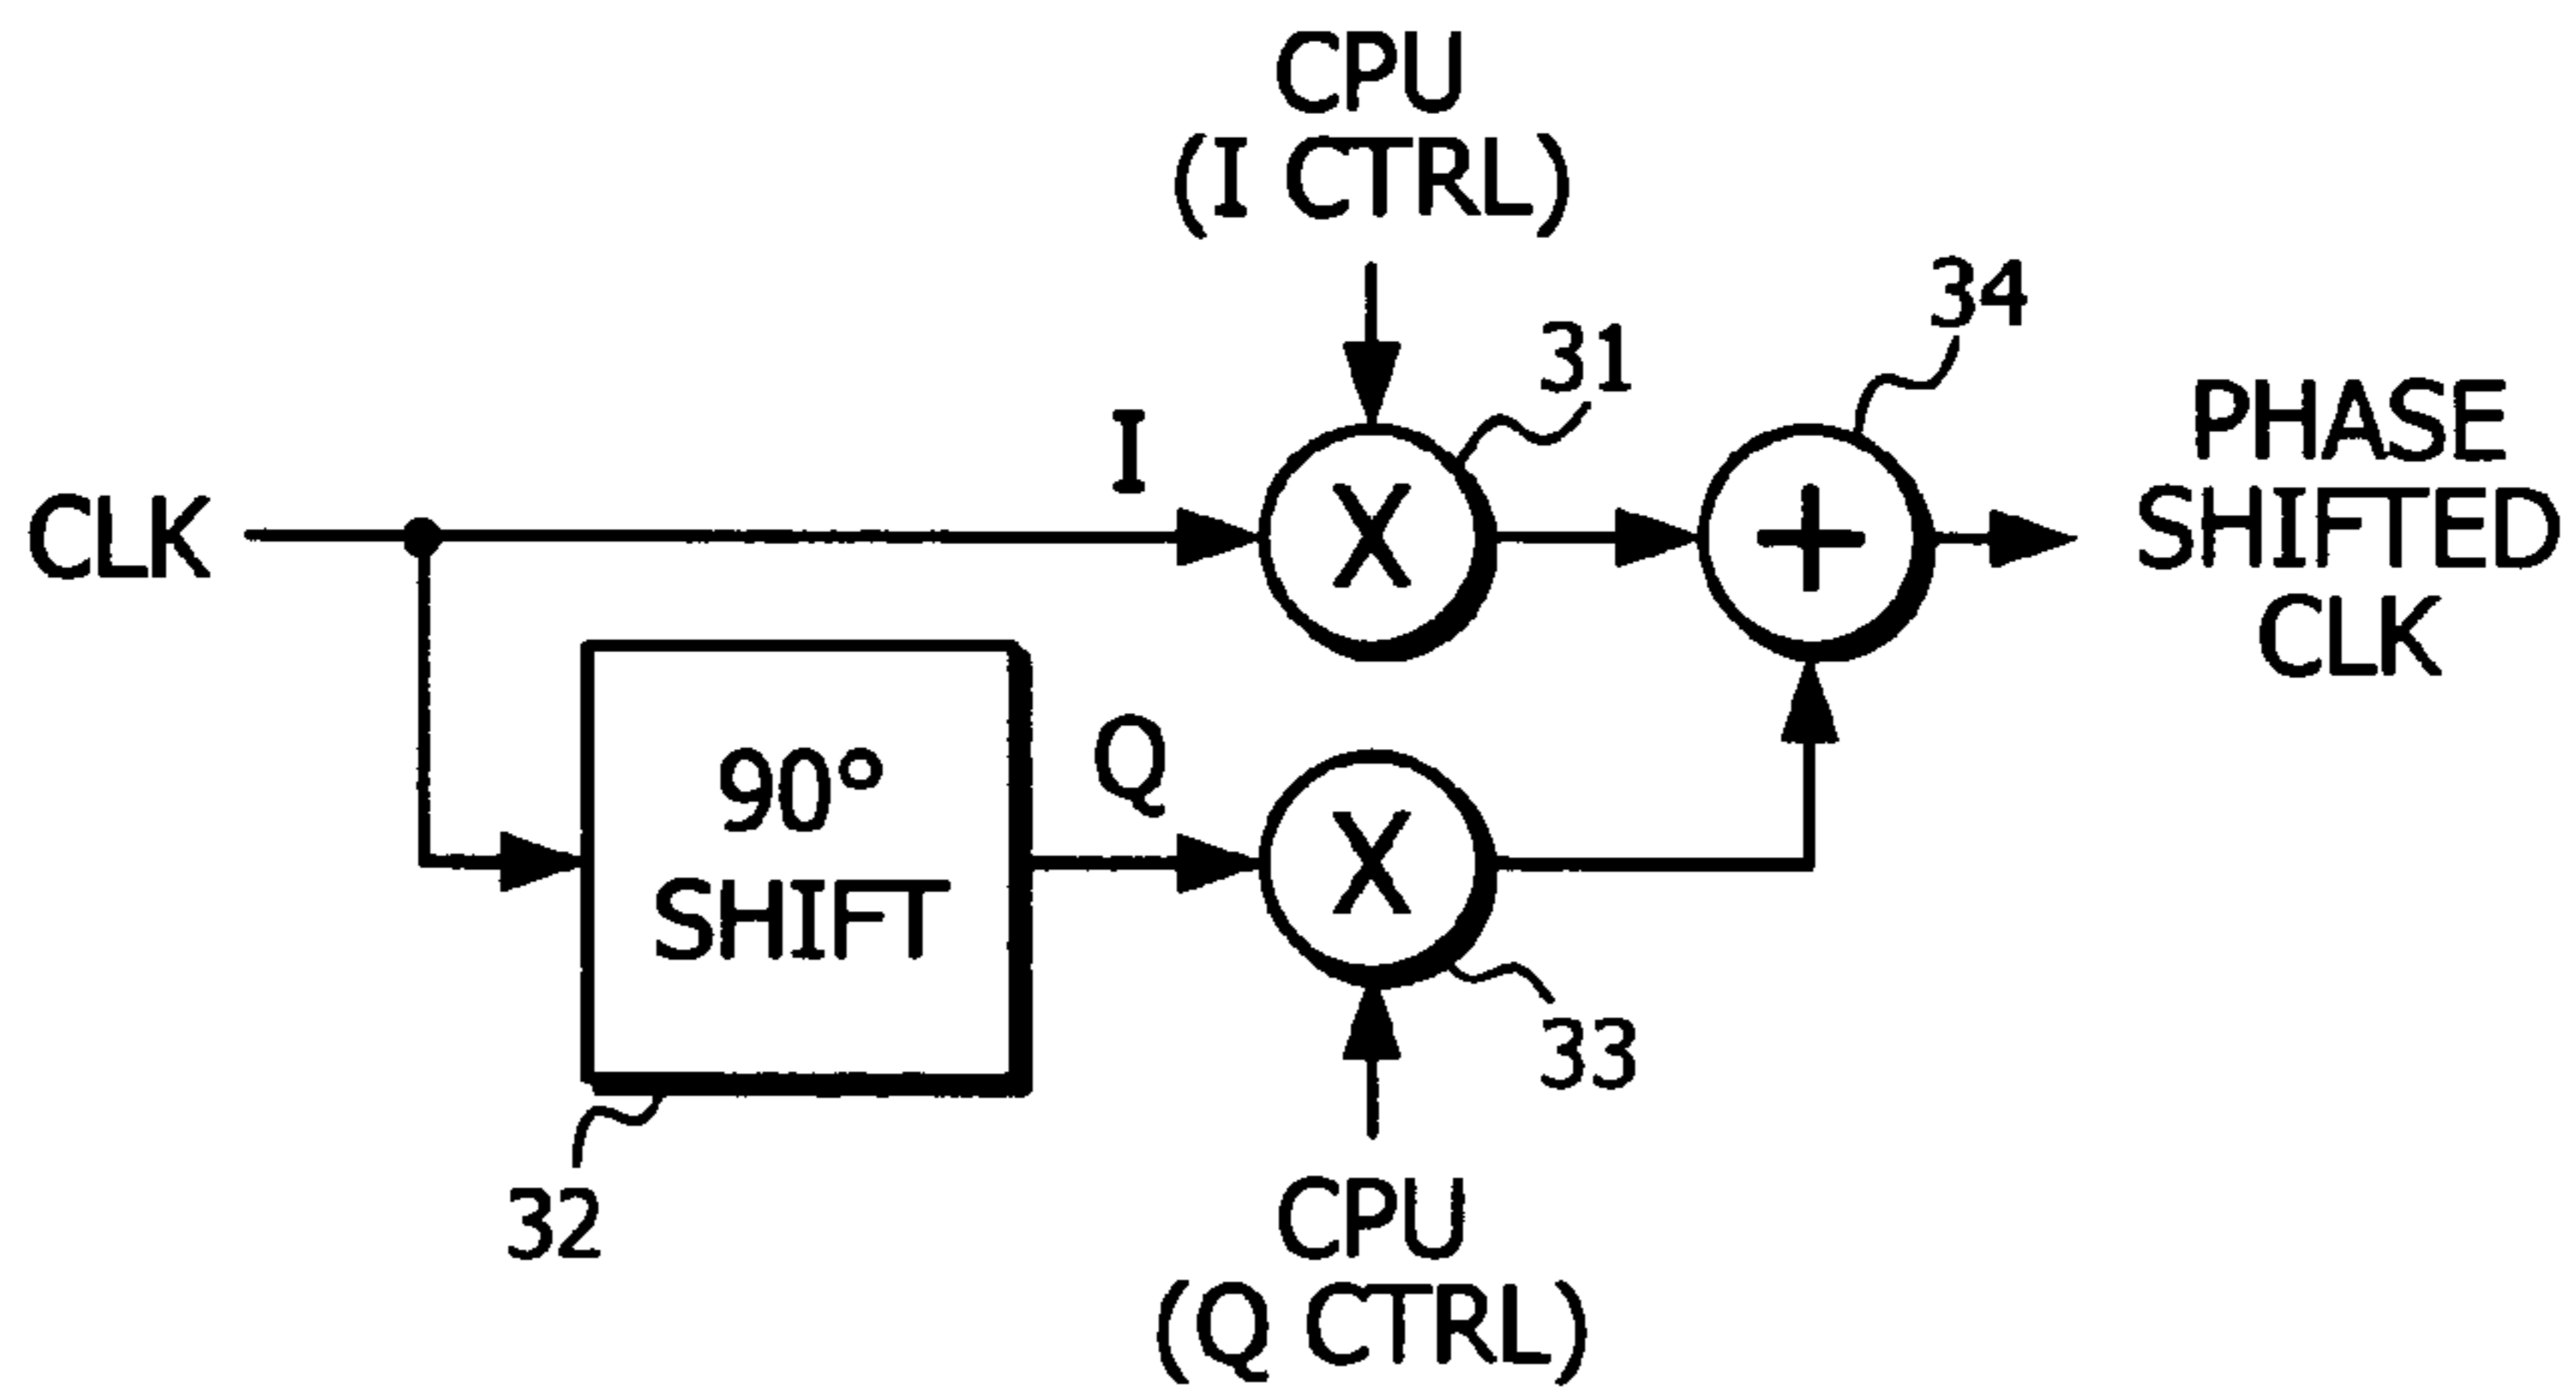 CPU
(I CTRL)
34
31
I
X
+
PHASE
SHIFTED
CLK
CLK
90°
SHIFT
Q
X
33
32
CPU
(Q CTRL)